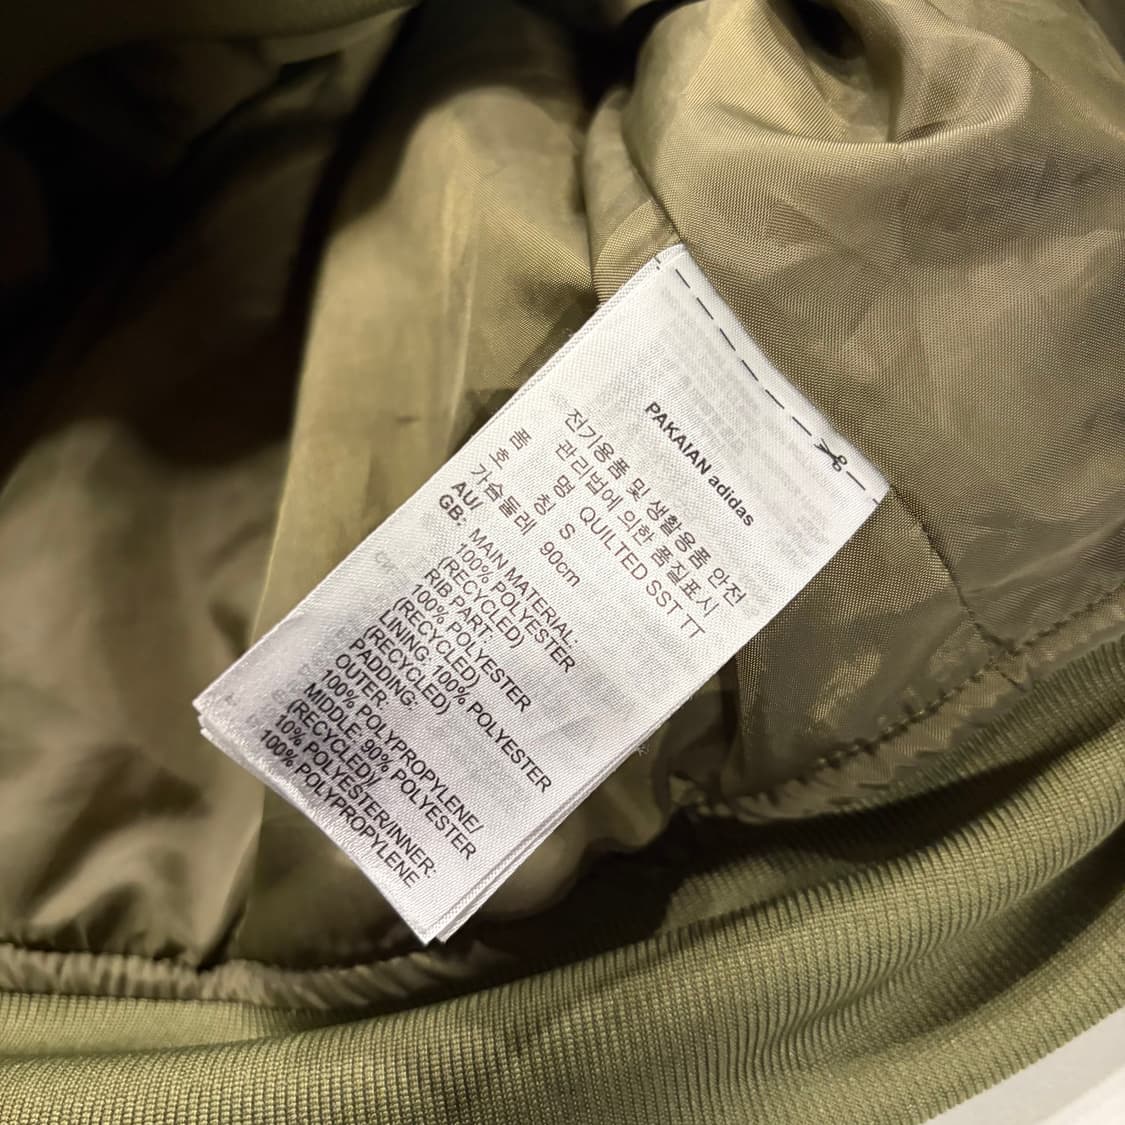 PAKAIAN adidas
전기용품 및 생활용품 안전
관리법에 의한 품질표시
품 명 QUILTED SST TT
호 칭 S
가슴둘레 90cm
AU/
GB: MAIN MATERIAL:
100% POLYESTER
(RECYCLED)
RIB PART:
100% POLYESTER
(RECYCLED)
LINING: 100% POLYESTER
(RECYCLED)
PADDING:
OUTER:
100% POLYPROPYLENE/
MIDDLE: 90% POLYESTER
(RECYCLED)/
10% POLYESTER/INNER:
100% POLYPROPYLENE